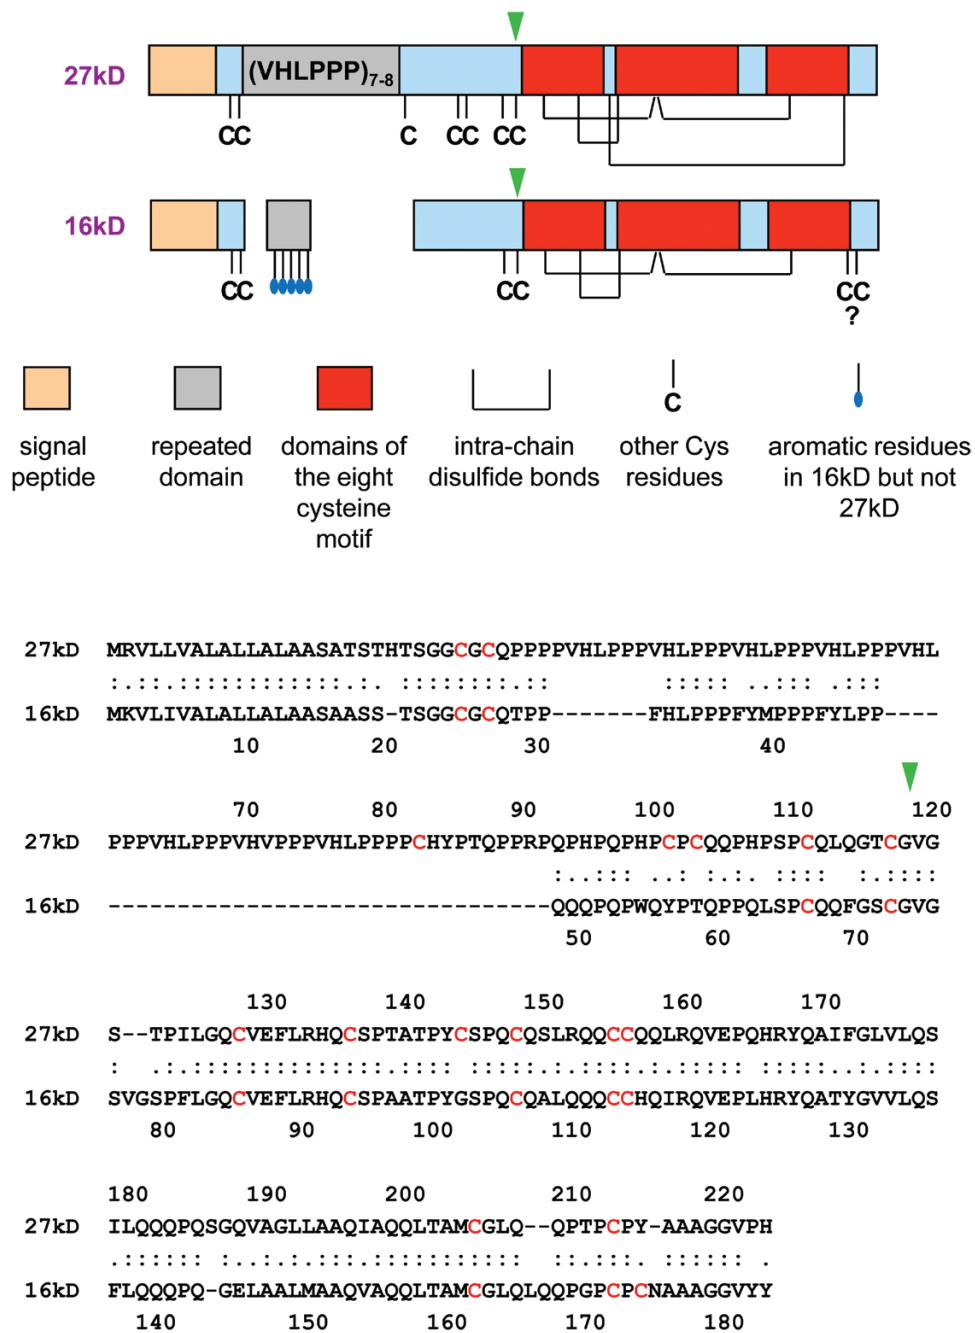 27kD
(VHLPPP)7-8
CC
C
CC
CC
16kD
CC
CC
CC
?
signal peptide
repeated domain
domains of the eight cysteine motif
intra-chain disulfide bonds
C
other Cys residues
aromatic residues in 16kD but not 27kD
27kD MRVLLVALALLALAASATSTHTSGGCGCQPPPPVHLPPPVHLPPPVHLPPPVHLPPPVHL
:.::.:::::::::::::. ::::::::.:: ::::: ..::: .:::
16kD MKVLIVALALLALAASAASS-TSGGCGCQTPP-------FHLPPPFYMPPPFYLPP----
10 20 30 40
70 80 90 100 110 120
27kD PPPVHLPPPVHVPPPVHLPPPPCHYPTQPPRPQPHPQPHPCPCQQPHPSPCQLQGTCGVG
:..::: ..: :.:: .: :::: :.::::
16kD --------------------------------QQQPQPWQYPTQPPQLSPCQQFGSCGVG
50 60 70
130 140 150 160 170
27kD S--TPILGQCVEFLRHQCSPTATPYCSPQCQSLRQQCCQQLRQVEPQHRYQAIFGLVLQS
16kD SVGSPFLGQCVEFLRHQCSPAATPYGSPQCQALQQQCCHQIRQVEPLHRYQATYGVVLQS
80 90 100 110 120 130
180 190 200 210 220
27kD ILQQQPQSGQVAGLLAAQIAQQLTAMCGLQ--QPTPCPY-AAAGGVPH
16kD FLQQQPQ-GELAALMAAQVAQQLTAMCGLQLQQPGPCPCNAAAGGVYY
140 150 160 170 180